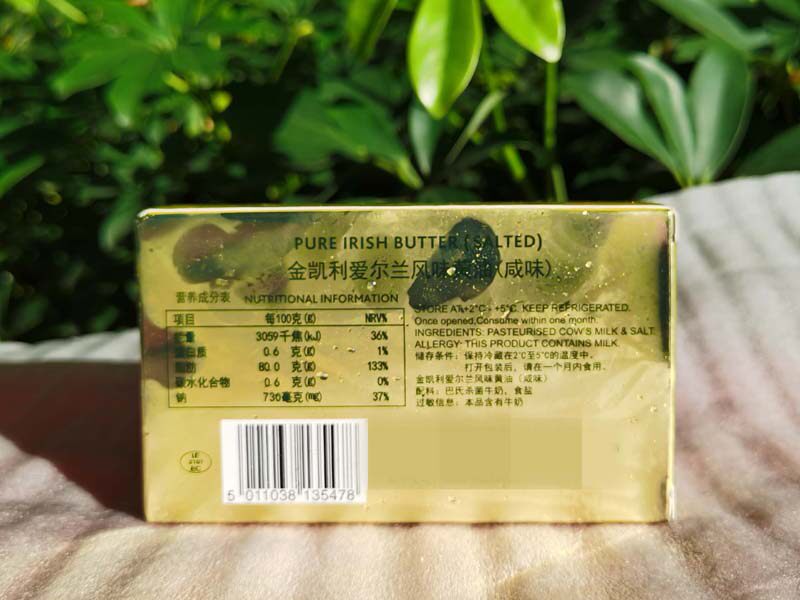 PURE IRISH BUTTER (SALTED)
金凯利爱尔兰风味黄油(咸味)
营养成分表 NUTRITIONAL INFORMATION
项目 每100克(g) NRV%
能量 3059千焦(kJ) 36%
蛋白质 0.6 克(g) 1%
脂肪 80.0 克(g) 133%
碳水化合物 0.6 克(g) 0%
钠 736毫克(mg) 37%
STORE AT +2°C - +5°C. KEEP REFRIGERATED.
Once opened,Consume within one month.
INGREDIENTS: PASTEURISED COW'S MILK & SALT
ALLERGY: THIS PRODUCT CONTAINS MILK.
储存条件: 保持冷藏在2°C至5°C的温度中。
打开包装后, 请在一个月内食用。
金凯利爱尔兰风味黄油 (咸味)
配料: 巴氏杀菌牛奶, 食盐
过敏信息: 本品含有牛奶
IE
EC
5 011038 135478